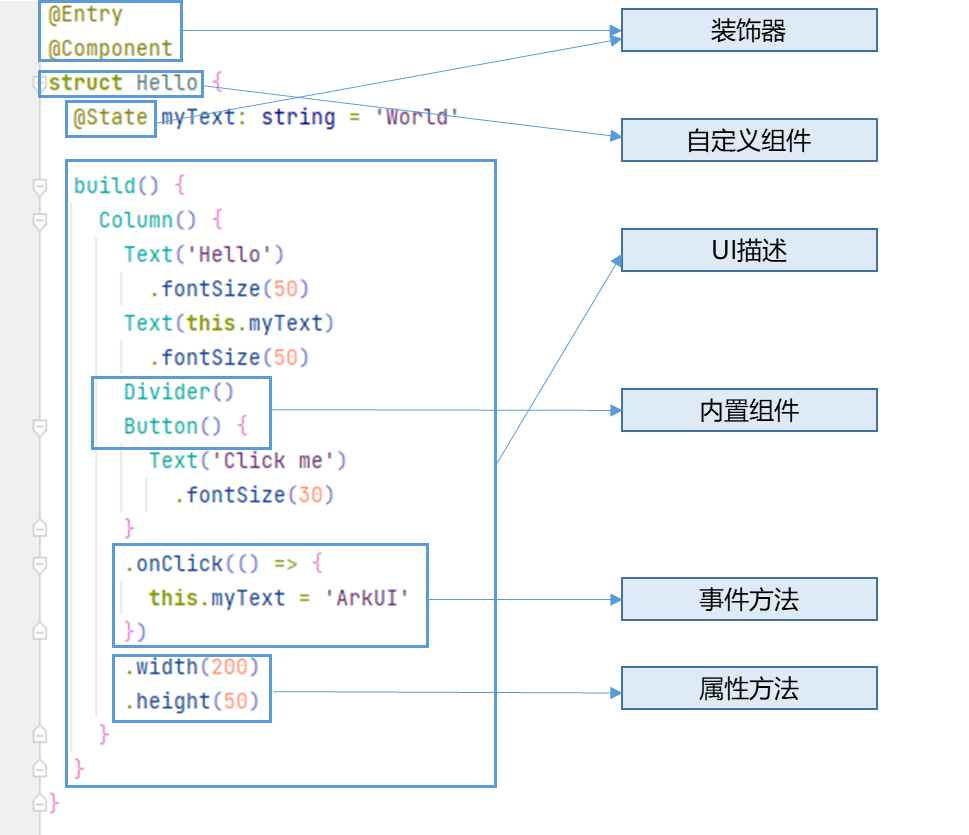 @Entry
@Component
struct Hello {
@State myText: string = 'World'
build() {
Column() {
Text('Hello')
.fontSize(50)
Text(this.myText)
.fontSize(50)
Divider()
Button() {
Text('Click me')
.fontSize(30)
}
.onClick(() => {
this.myText = 'ArkUI'
})
.width(200)
.height(50)
}
}
}
装饰器
自定义组件
UI描述
内置组件
事件方法
属性方法